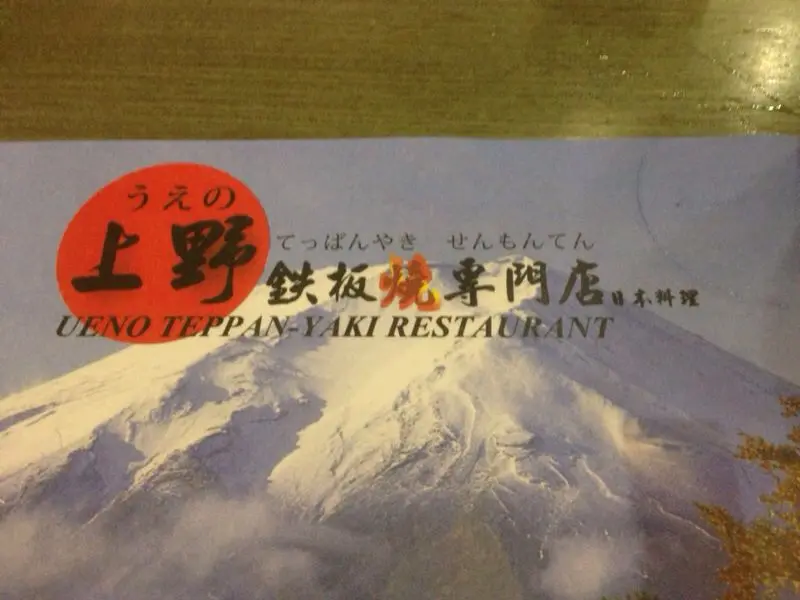 うえの
上野
てっぱんやき せんもんてん
鉄板焼専門店 日本料理
UENO TEPPAN-YAKI RESTAURANT